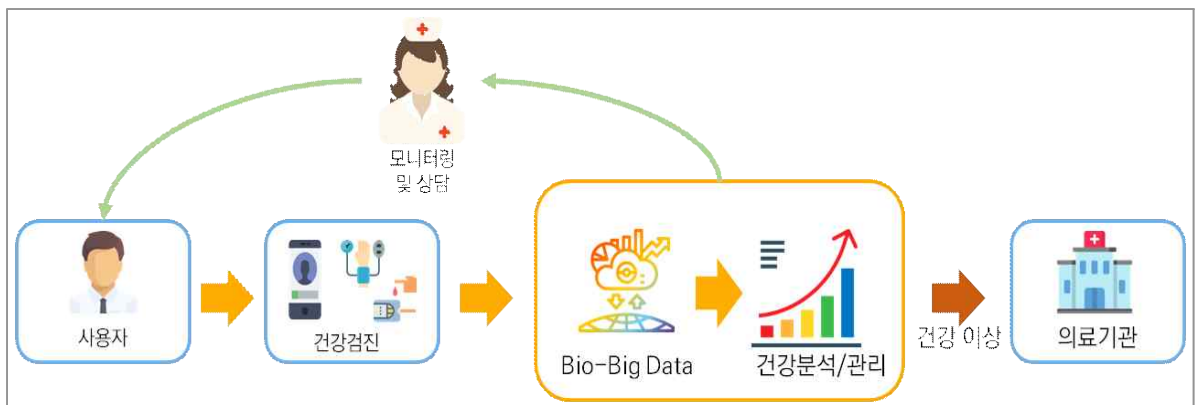 모니터링
및 상담
사용자
건강검진
Bio-Big Data
건강분석/관리
건강 이상
의료기관